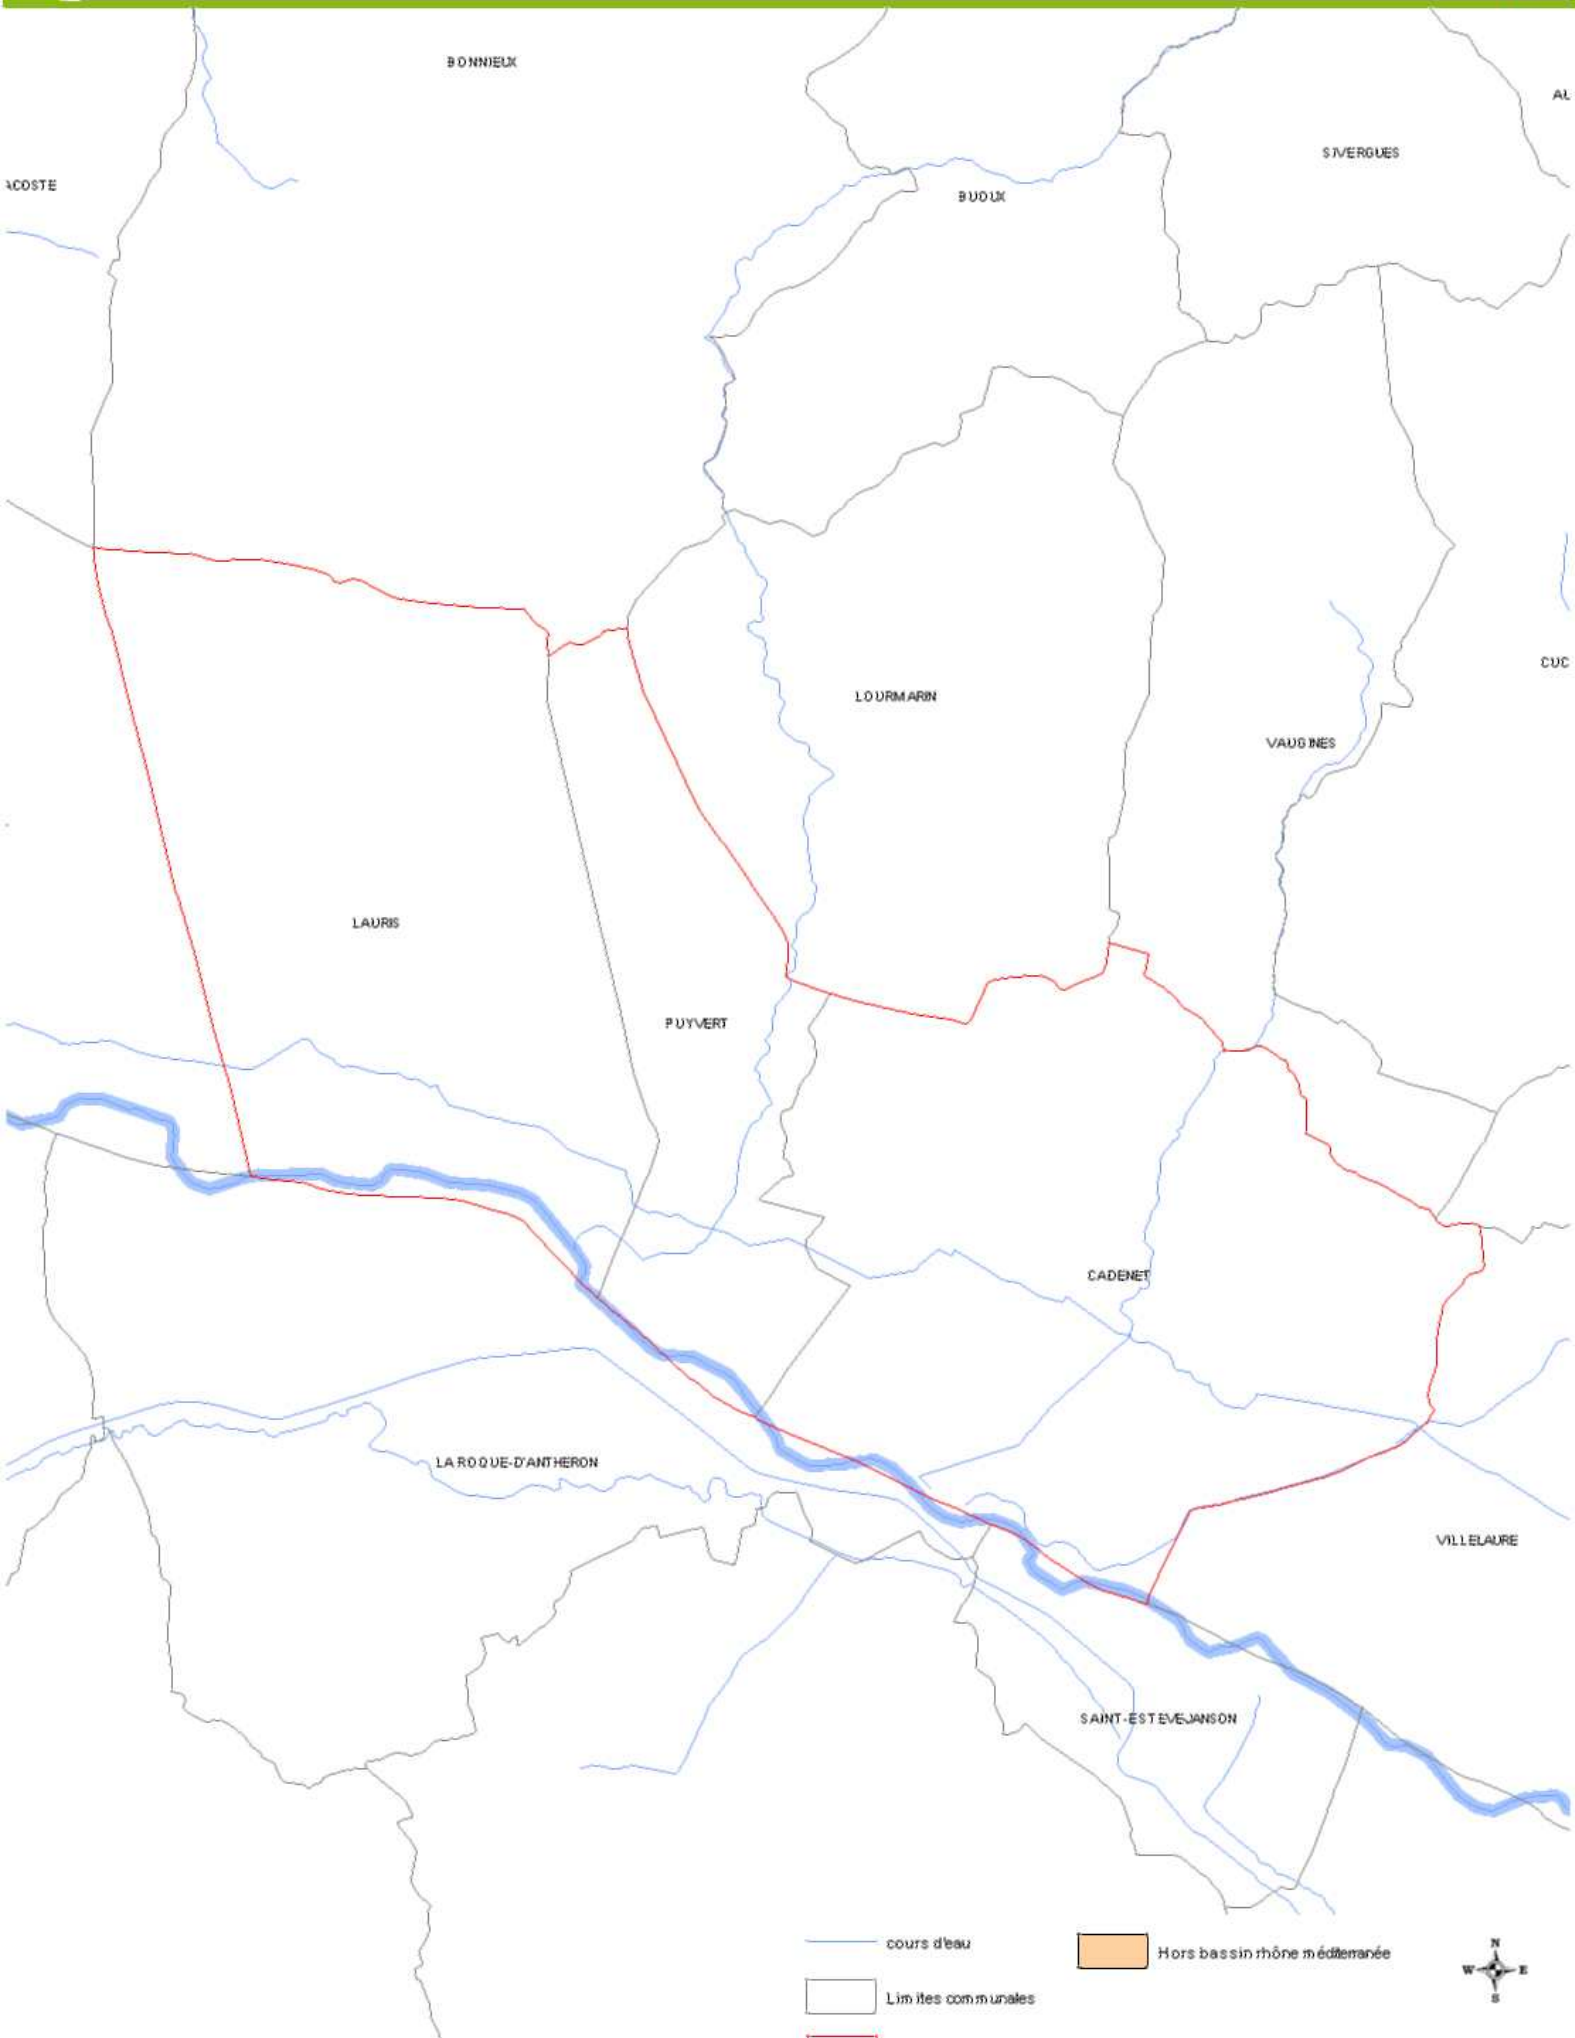 BONNIEUX
AL
SIVERGUES
ACOSTE
BUOUX
CUC
LOURMARIN
VAUGINES
LAURIS
PUYVERT
CADENET
LA ROQUE-D'ANTHERON
VILLELAURE
SAINT-ESTEVE-JANSON
cours d'eau
Hors bassin rhône méditerranée
N
W E
S
Limites communales